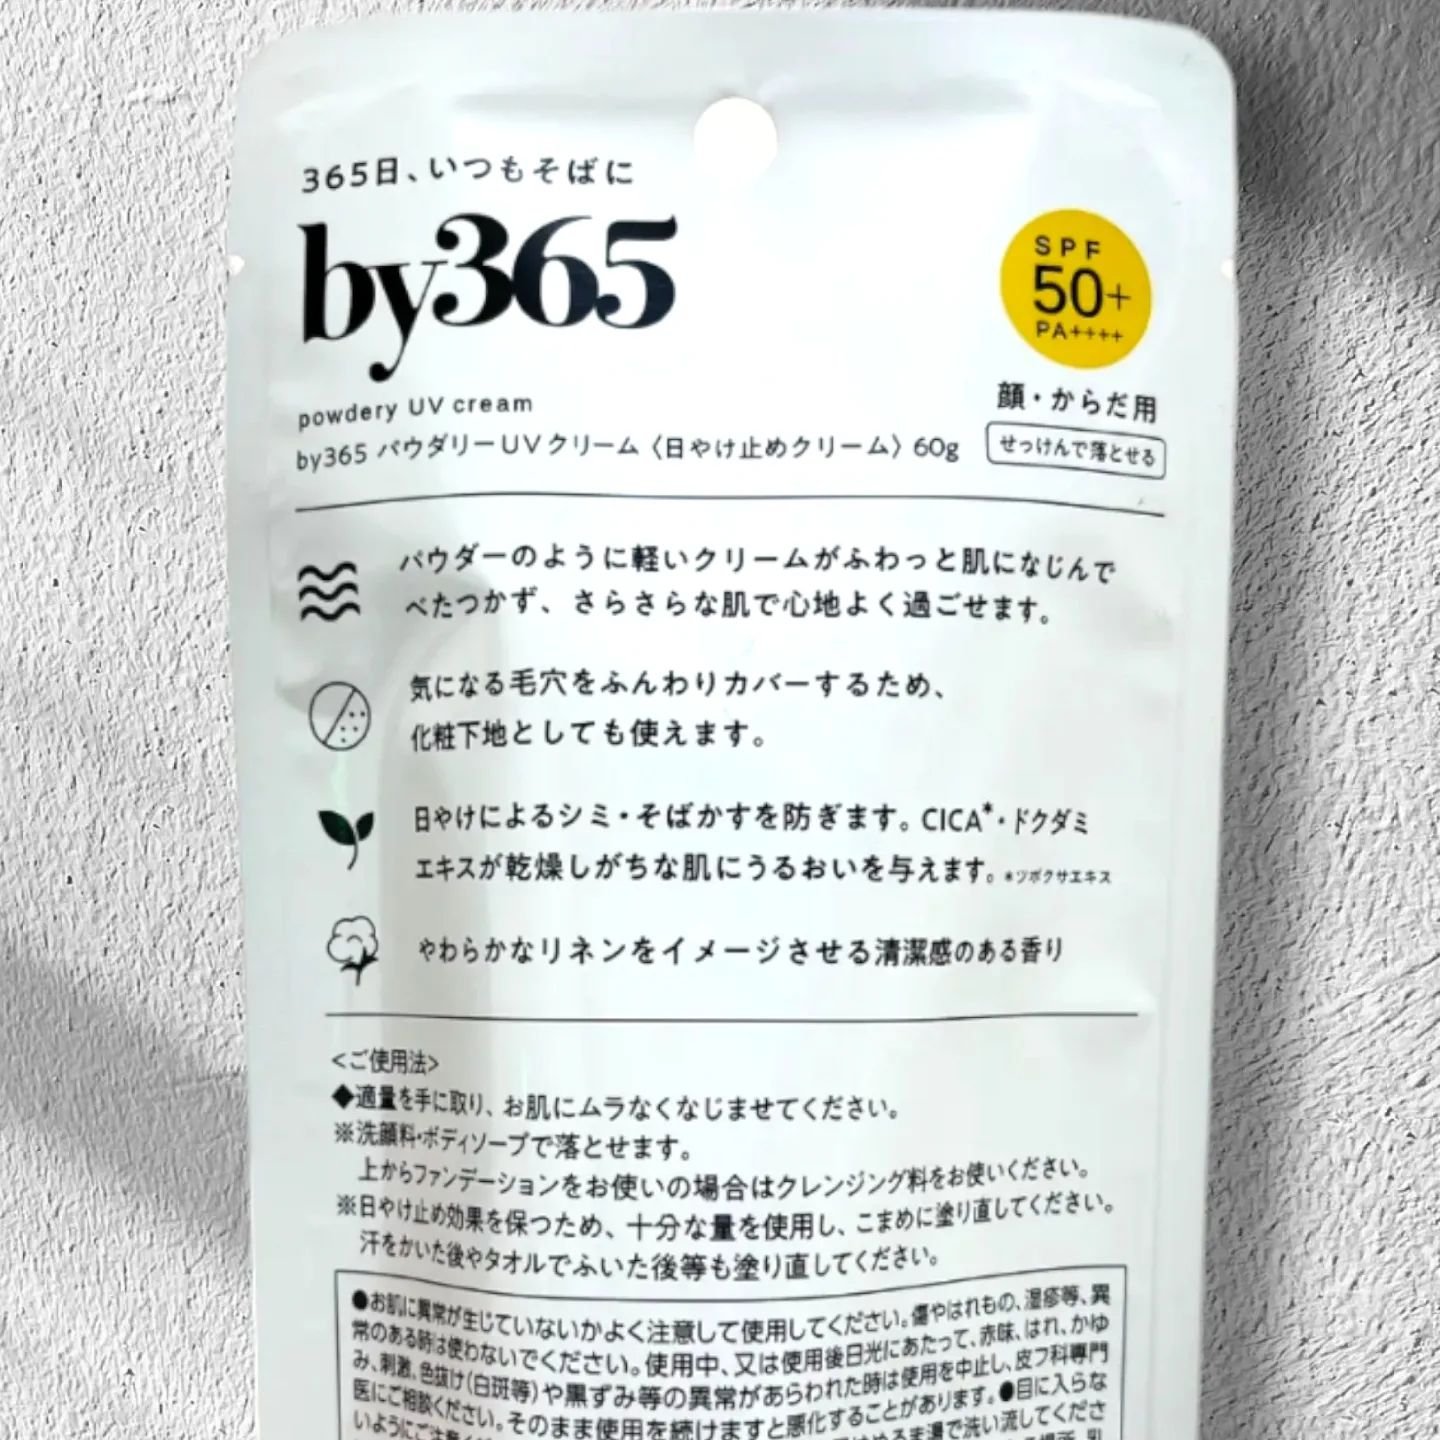 365日、いつもそばに
by365
SPF
50+
PA++++
powdery UV cream
by365 パウダリーUVクリーム〈日やけ止めクリーム〉60g
顔・からだ用
せっけんで落とせる
パウダーのように軽いクリームがふわっと肌になじんで
べたつかず、さらさらな肌で心地よく過ごせます。
気になる毛穴をふんわりカバーするため、
化粧下地としても使えます。
日やけによるシミ・そばかすを防ぎます。CICA*・ドクダミ
エキスが乾燥しがちな肌にうるおいを与えます。*ツボクサエキス
やわらかなリネンをイメージさせる清潔感のある香り
<ご使用法>
◆適量を手に取り、お肌にムラなくなじませてください。
※洗顔料・ボディソープで落とせます。
上からファンデーションをお使いの場合はクレンジング料をお使いください。
※日やけ止め効果を保つため、十分な量を使用し、こまめに塗り直してください。
汗をかいた後やタオルでふいた後等も塗り直してください。
●お肌に異常が生じていないかよく注意して使用してください。傷やはれもの、湿疹等、異
常のある時は使わないでください。使用中、又は使用後日光にあたって、赤味、はれ、かゆ
み、刺激、色抜け(白斑等)や黒ずみ等の異常があらわれた時は使用を中止し、皮フ科専門
医にご相談ください。そのまま使用を続けますと悪化することがあります。●目に入らな
いようにご注意くだ ぬるま湯で洗い流してくださ